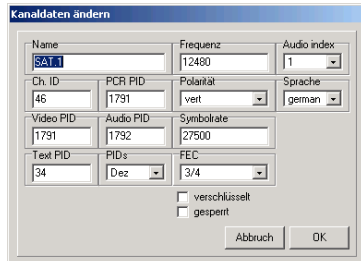 Kanaldaten ändern
Name Frequenz Audio index
SAT.1 12480 1
Ch. ID PCR PID Polarität Sprache
46 1791 vert german
Video PID Audio PID Symbolrate
1791 1792 27500
Text PID PIDs FEC
34 Dez 3/4
verschlüsselt
gesperrt
Abbruch OK